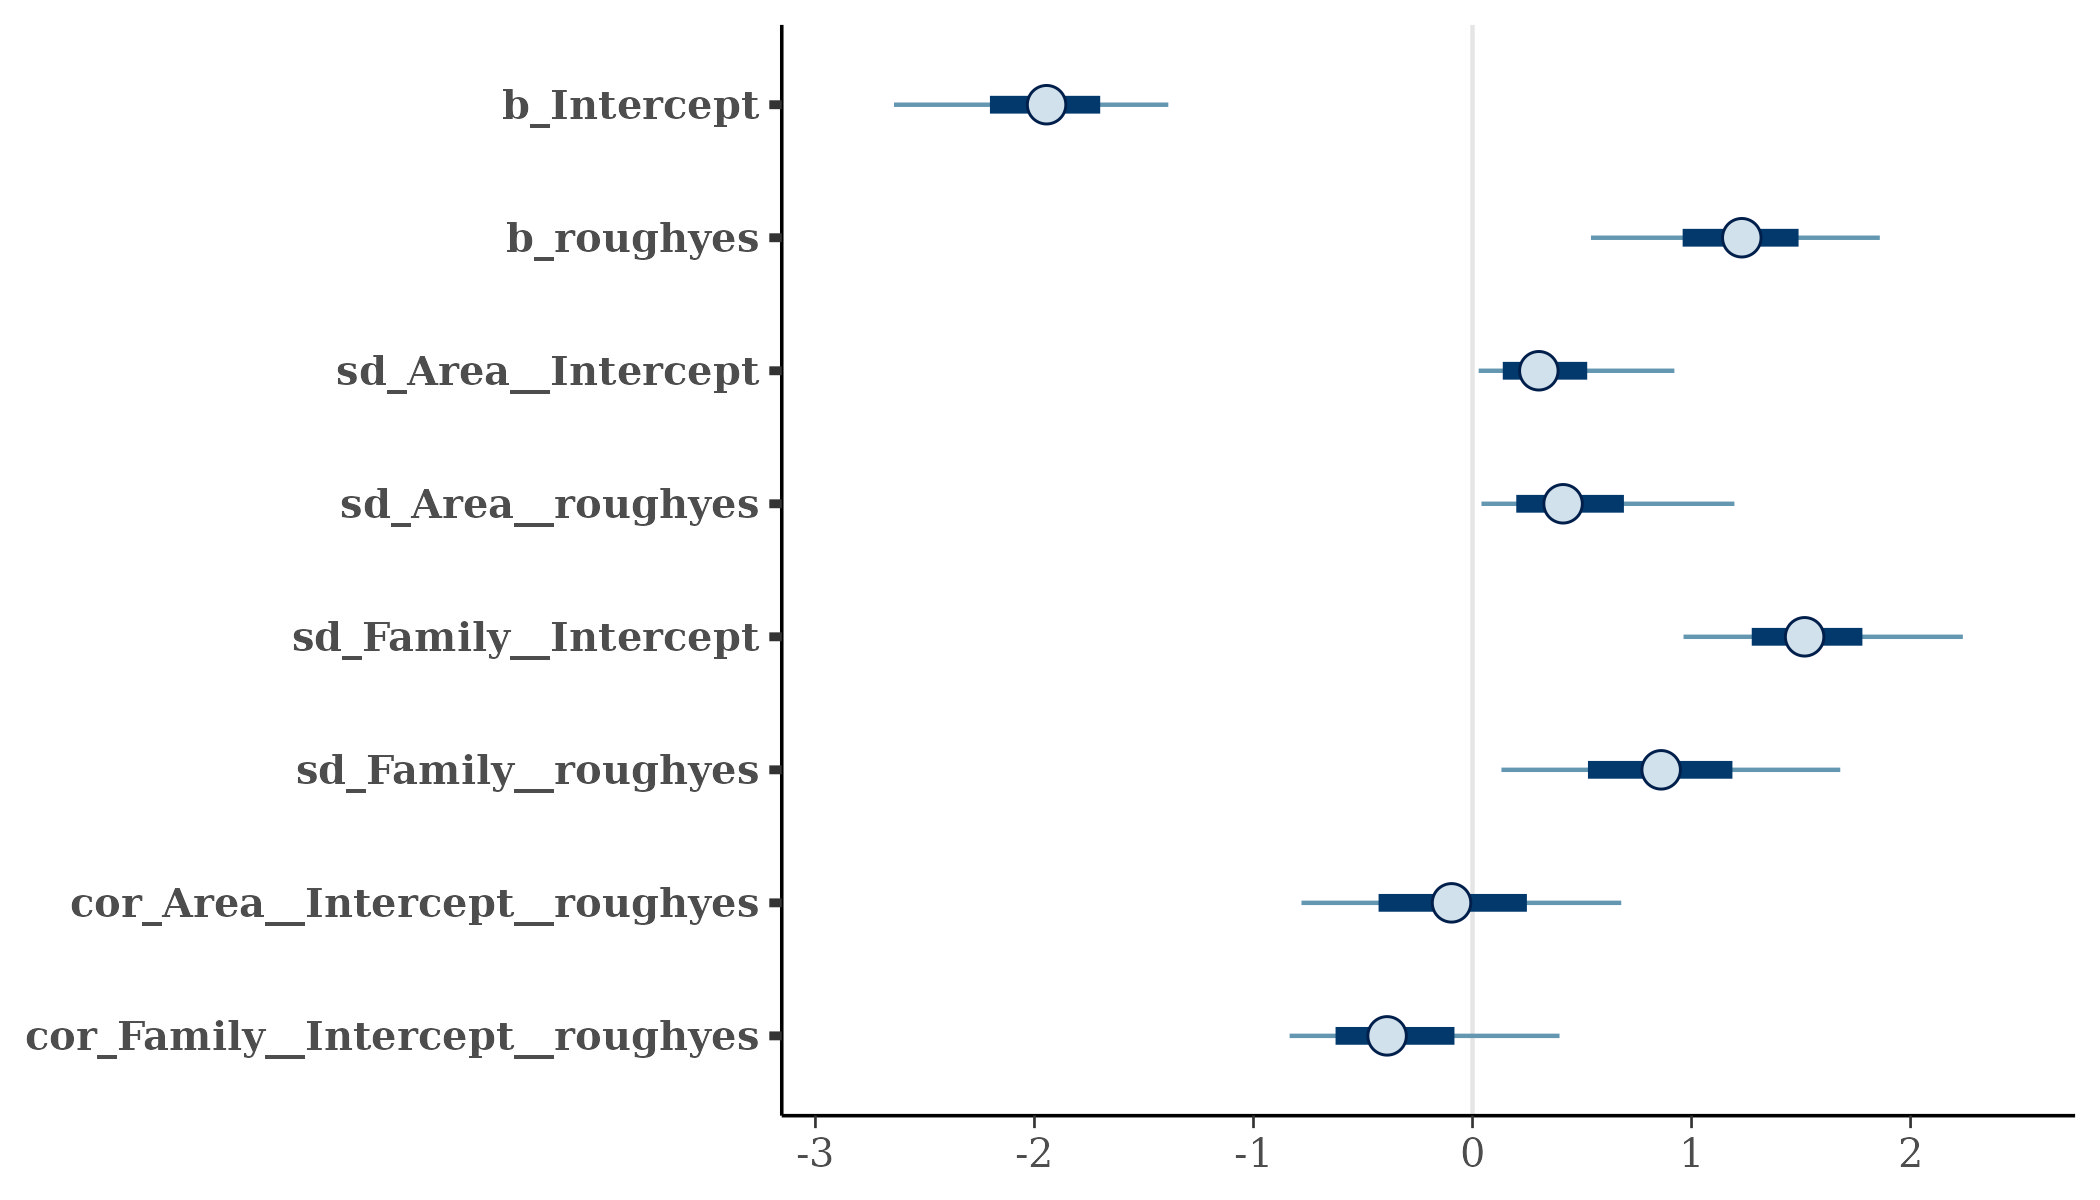 b_Intercept
b_roughyes
sd_Area__Intercept
sd_Area__roughyes
sd_Family__Intercept
sd_Family__roughyes
cor_Area__Intercept__roughyes
cor_Family__Intercept__roughyes
-3 -2 -1 0 1 2